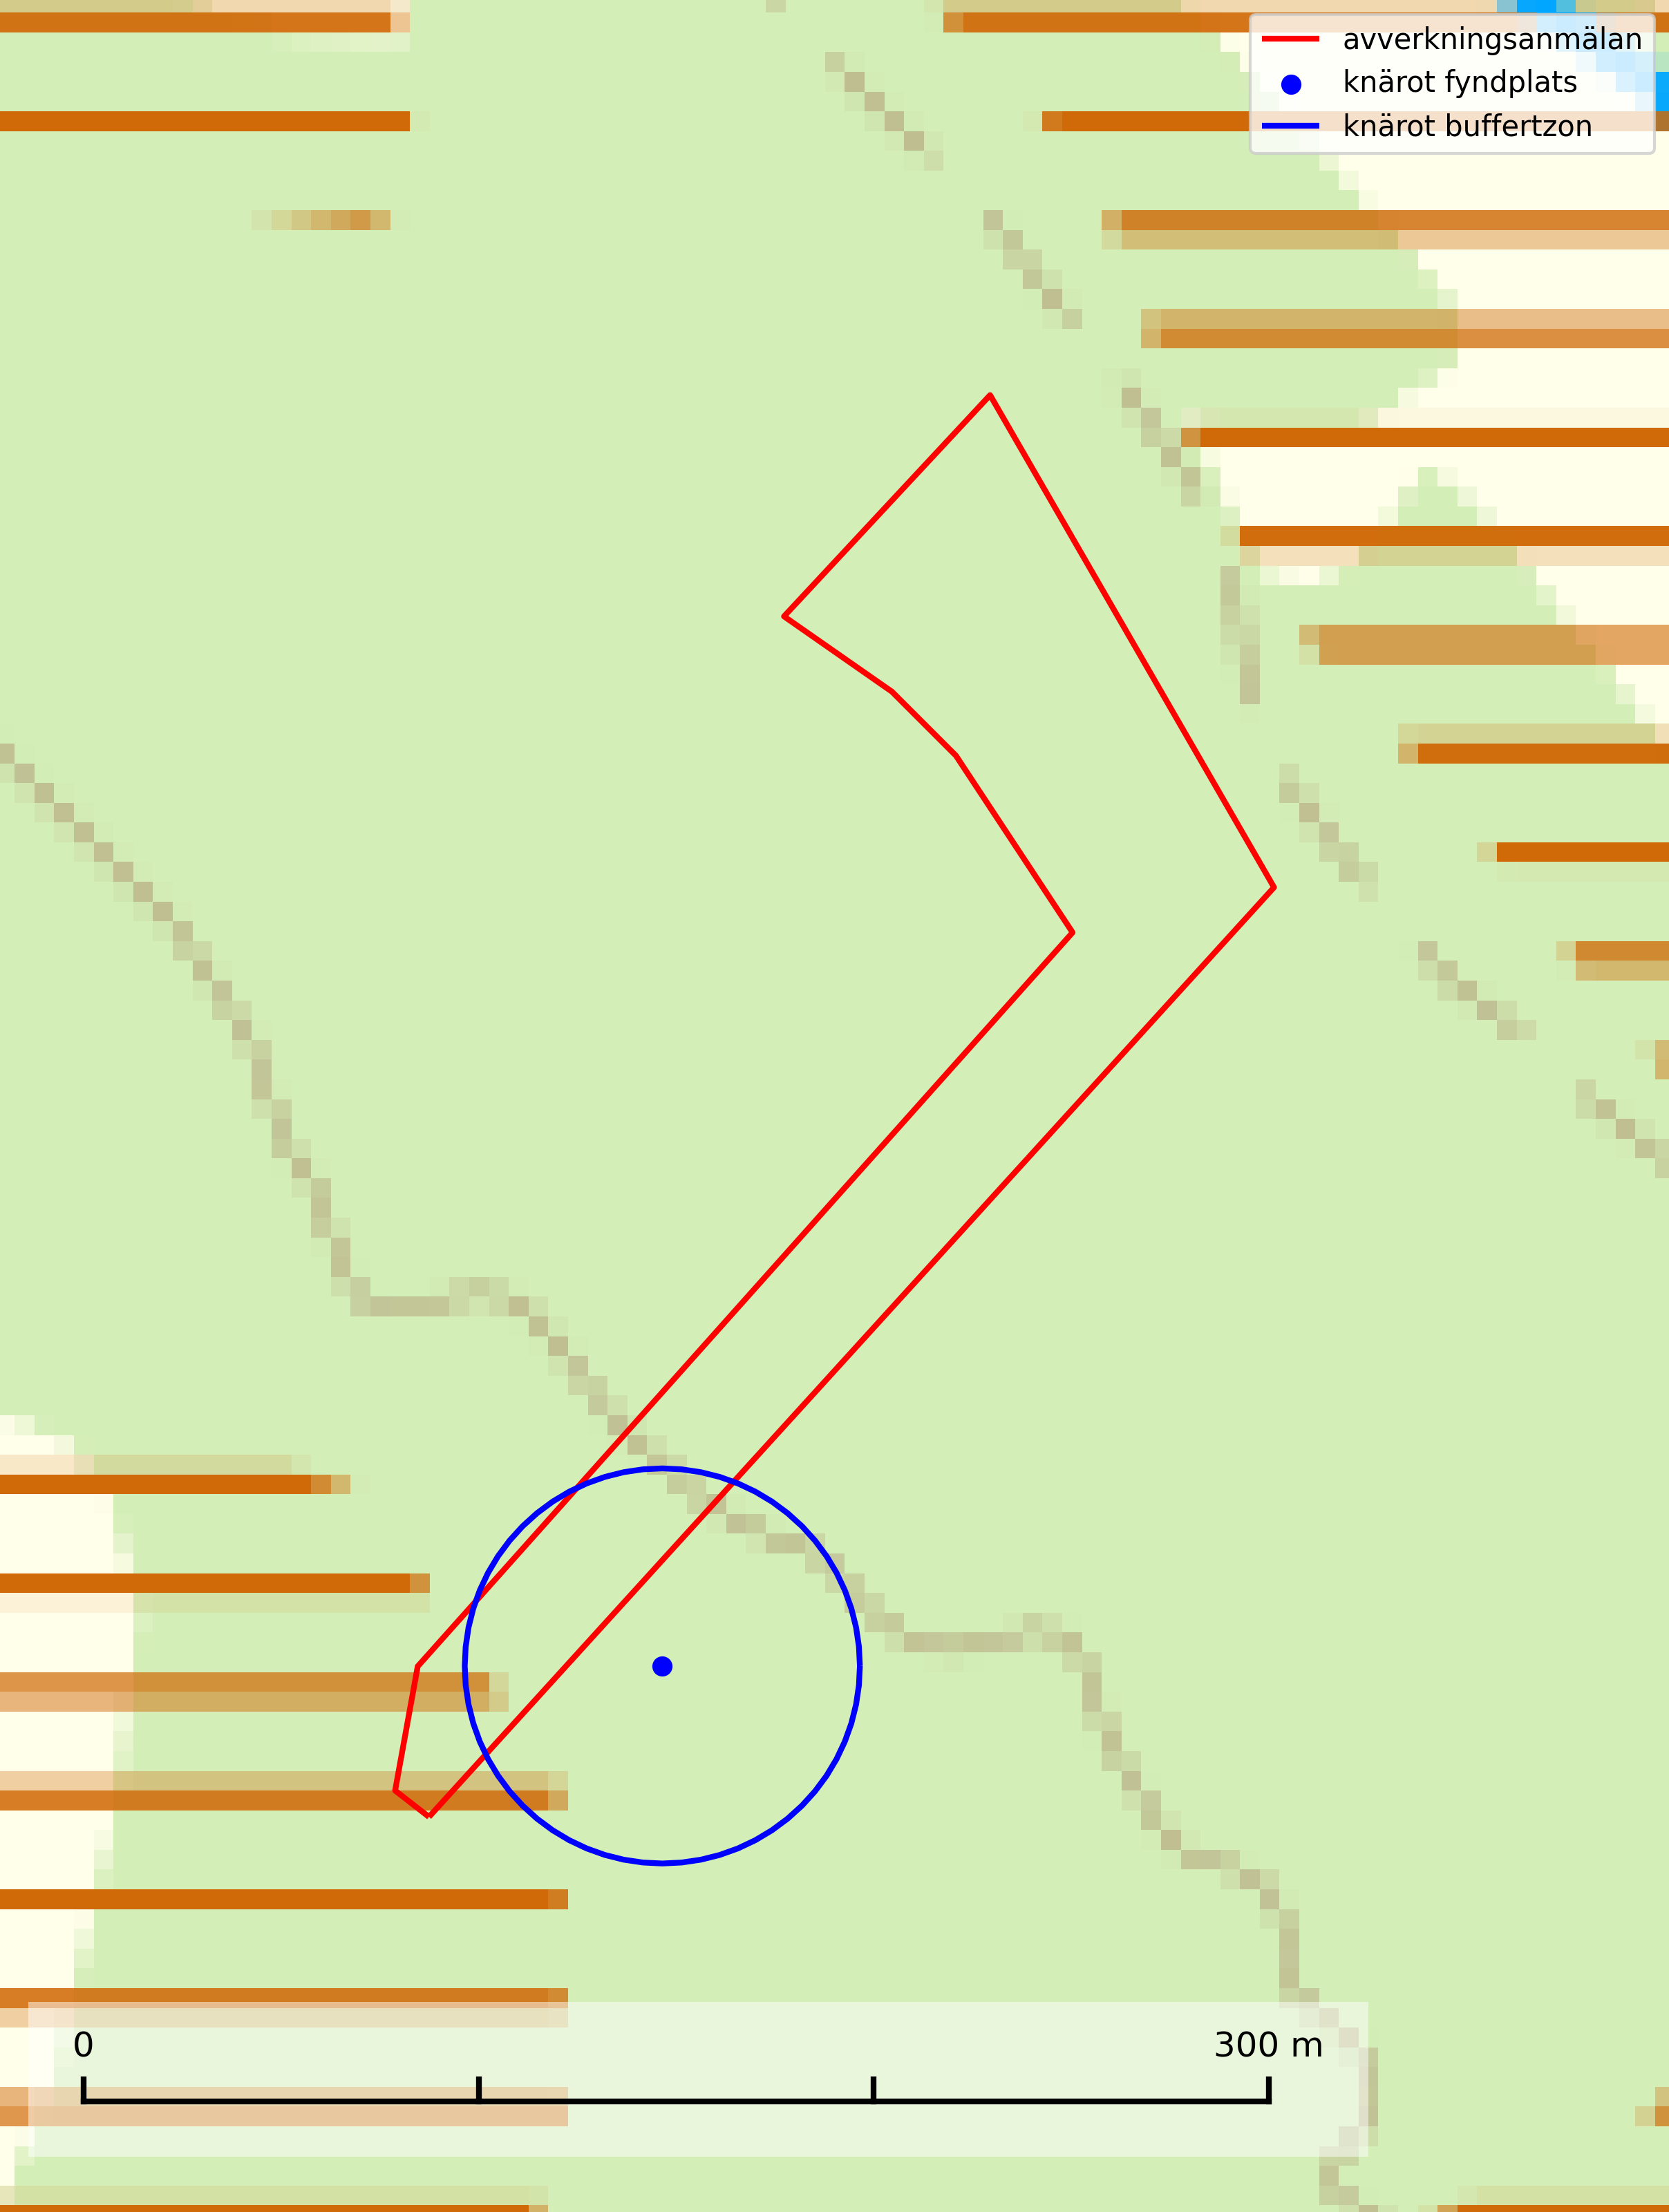 avverkningsanmälan
knärot fyndplats
knärot buffertzon
0
300 m